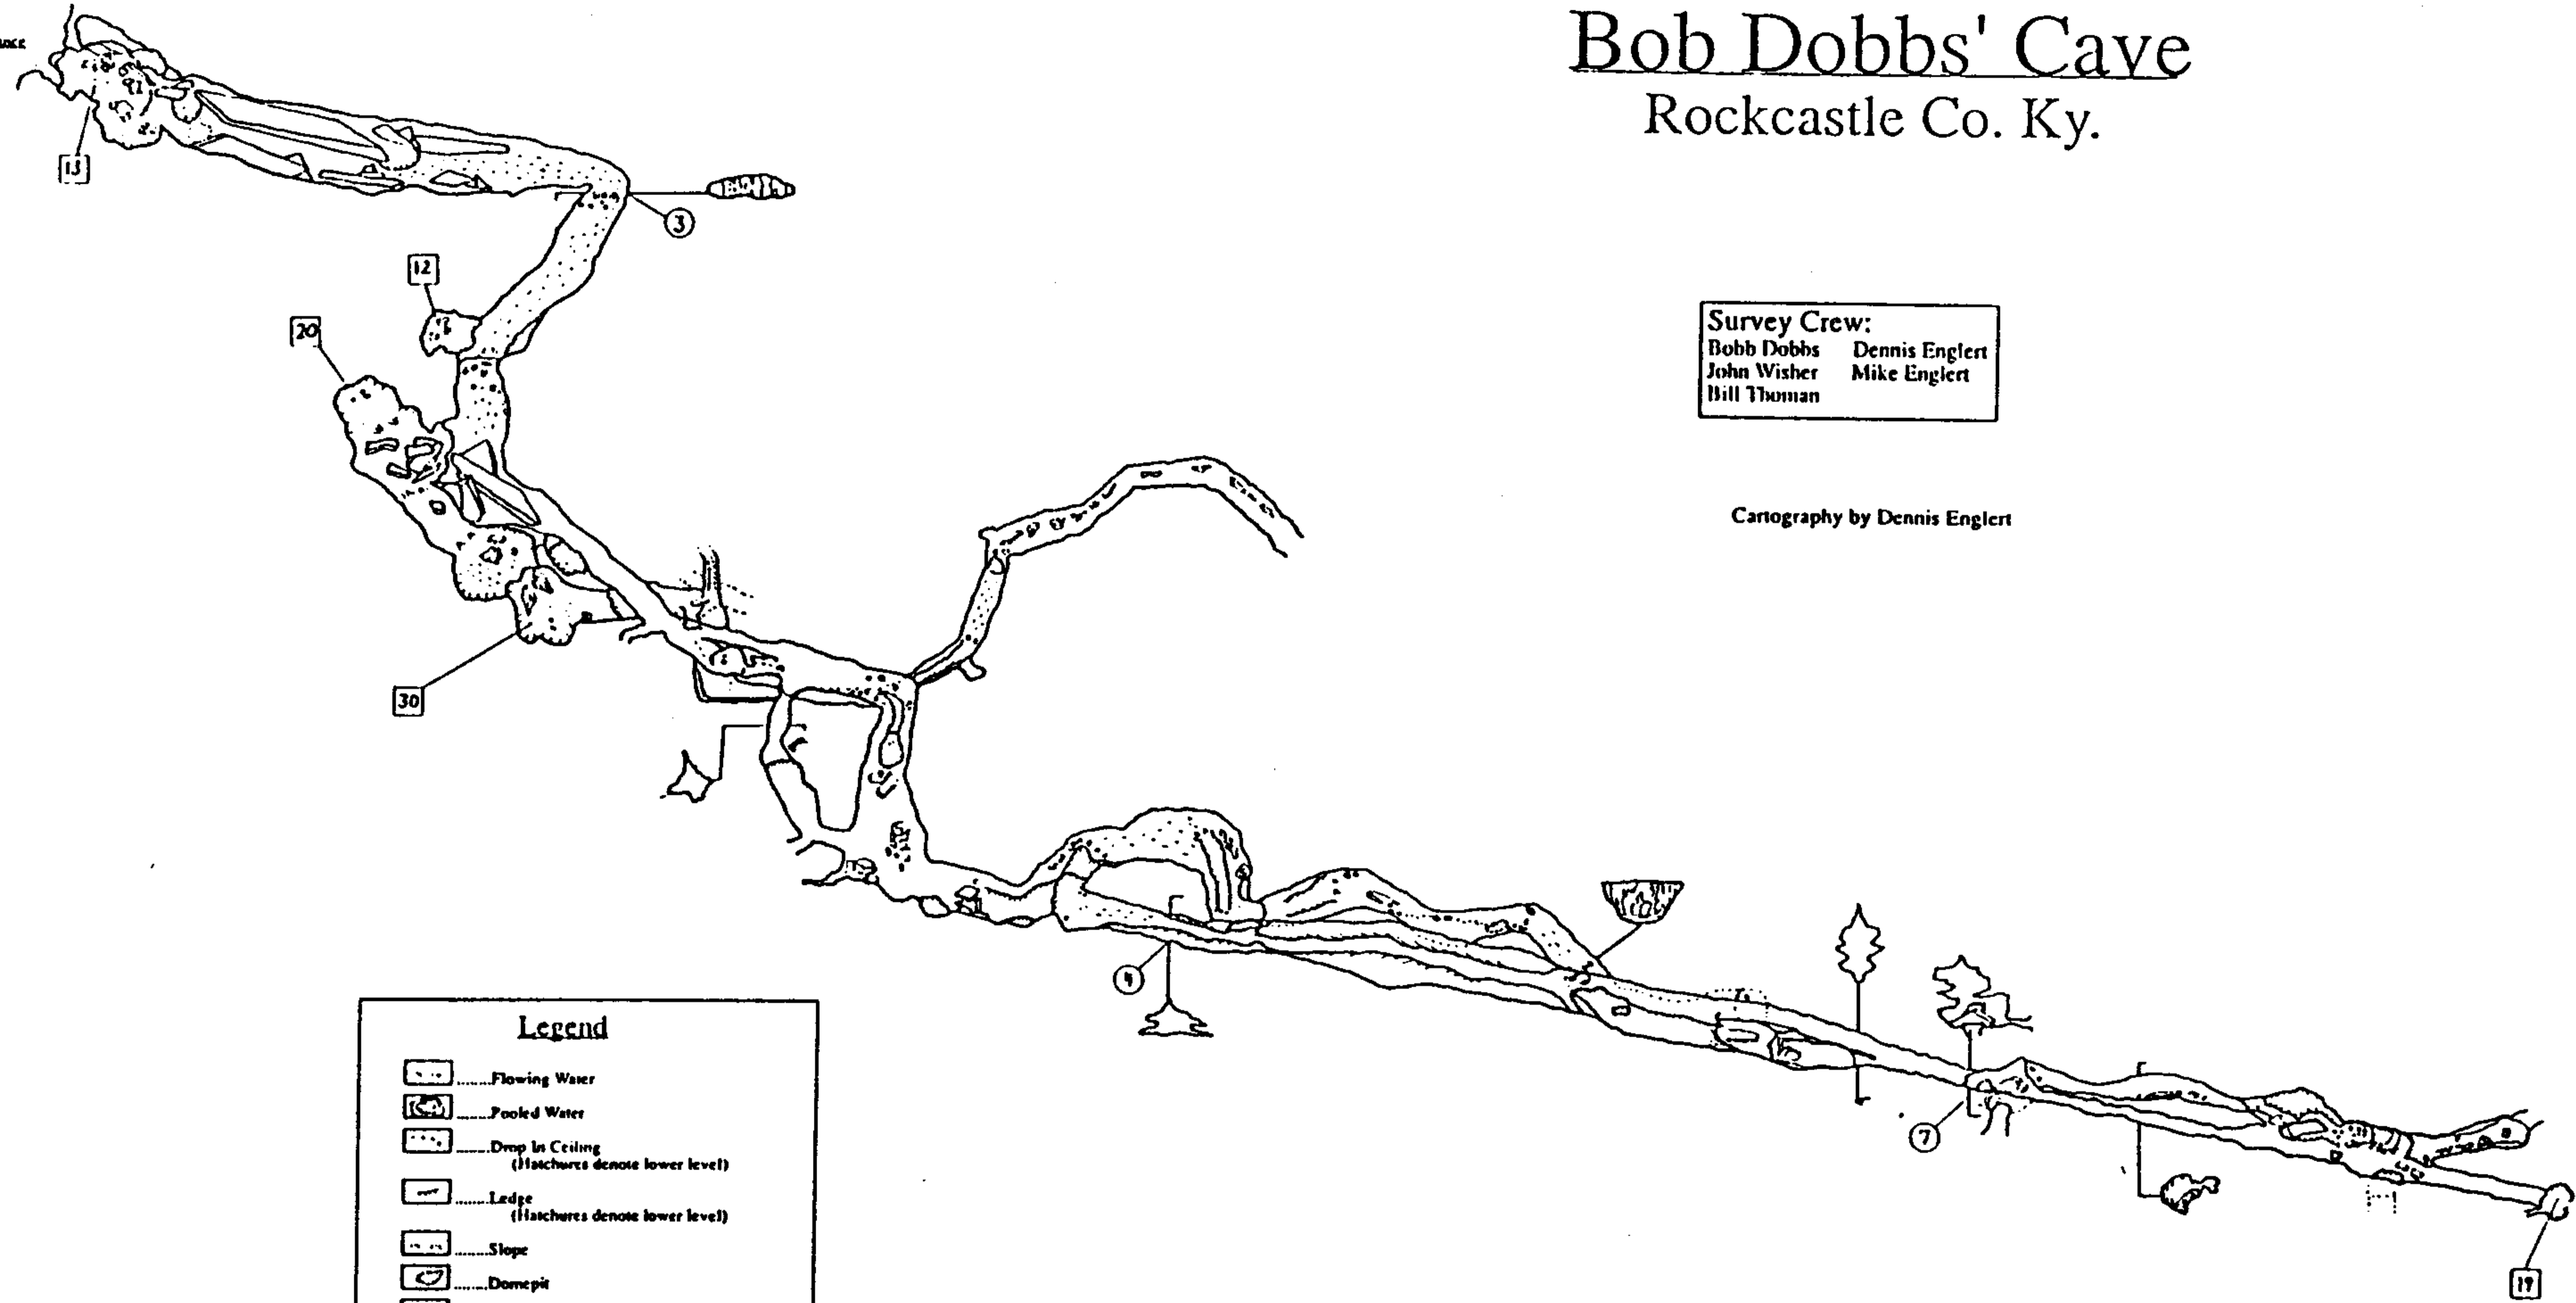 Bob Dobbs' Cave
Rockcastle Co. Ky.
13
3
12
20
Survey Crew:
Bobb Dobbs Dennis Englert
John Wisher Mike Englert
Bill Thoman
Cartography by Dennis Englert
30
7
Legend
Flowing Water
Pooled Water
Drop In Ceiling
(Hatchures denote lower level)
Ledge
(Hatchures denote lower level)
Slope
Domepit